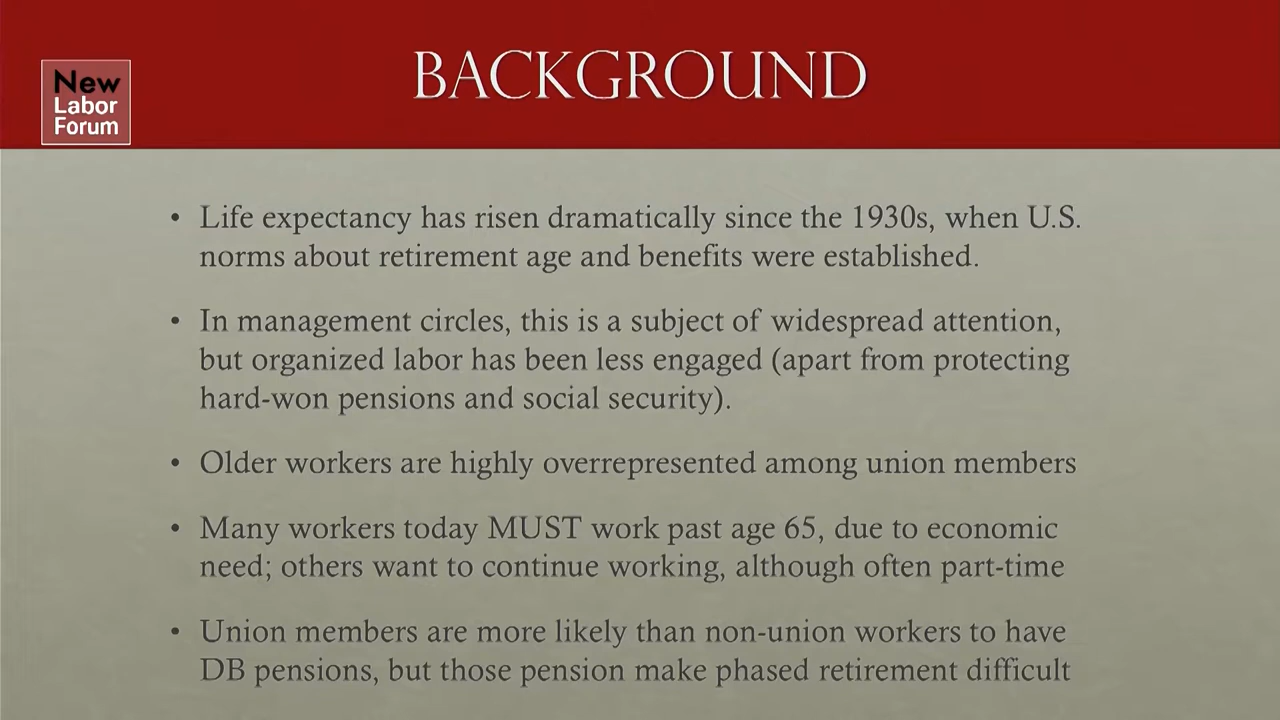 BACKGROUND
New
Labor
Forum
• Life expectancy has risen dramatically since the 1930s, when U.S.
norms about retirement age and benefits were established.
• In management circles, this is a subject of widespread attention,
but organized labor has been less engaged (apart from protecting
hard-won pensions and social security).
• Older workers are highly overrepresented among union members
• Many workers today MUST work past age 65, due to economic
need; others want to continue working, although often part-time
• Union members are more likely than non-union workers to have
DB pensions, but those pension make phased retirement difficult